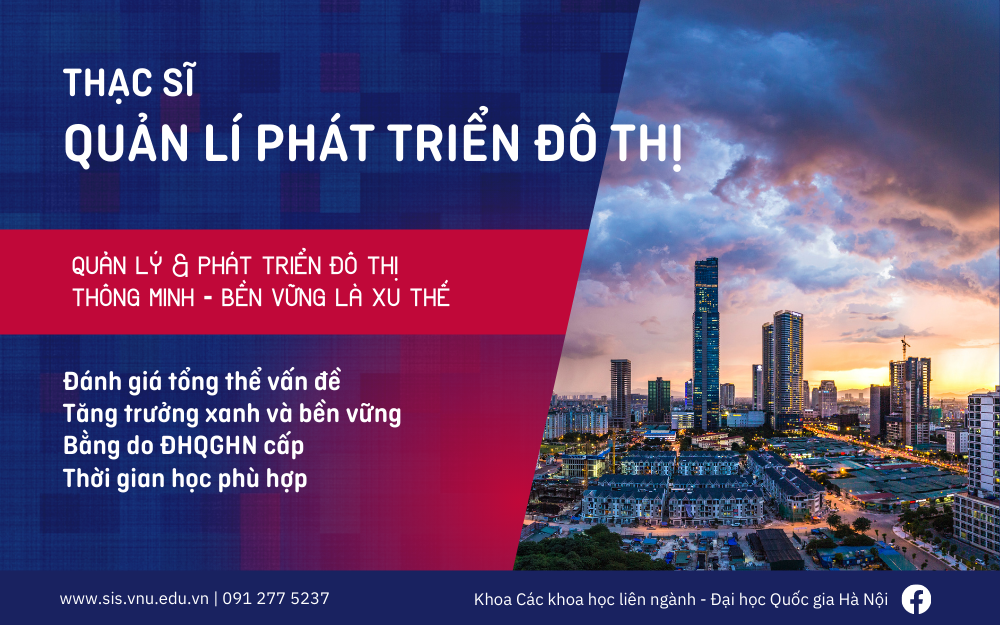 THẠC SĨ
QUẢN LÍ PHÁT TRIỂN ĐÔ THỊ
QUẢN LÝ & PHÁT TRIỂN ĐÔ THỊ
THÔNG MINH - BỀN VỮNG LÀ XU THẾ
Đánh giá tổng thể vấn đề
Tăng trưởng xanh và bền vững
Bằng do ĐHQGHN cấp
Thời gian học phù hợp
www.sis.vnu.edu.vn | 091 277 5237
Khoa Các khoa học liên ngành - Đại học Quốc gia Hà Nội